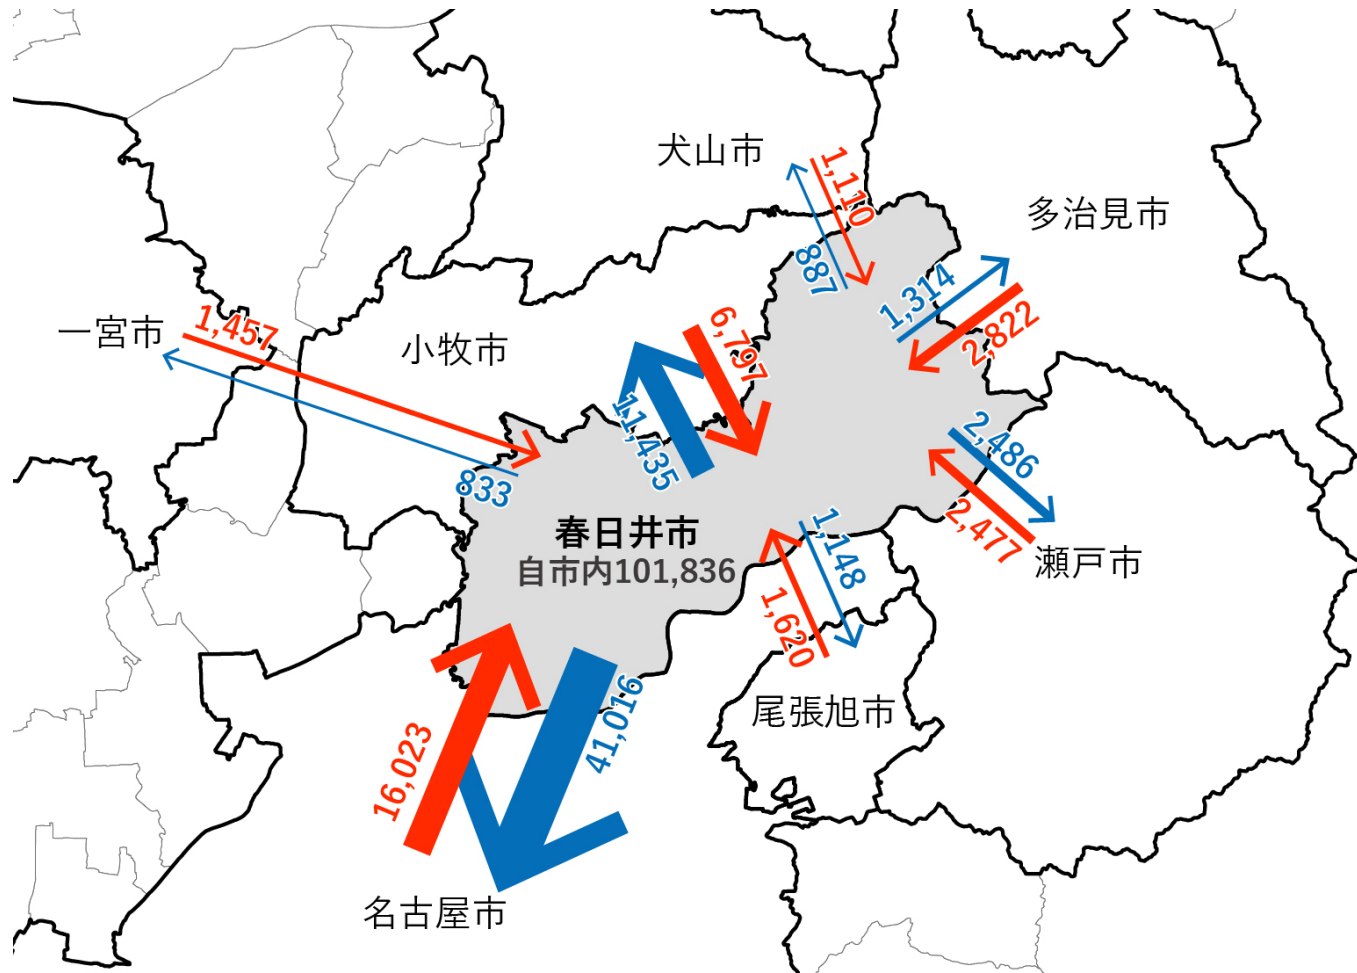 犬山市
1,110
887
多治見市
1,314
2,822
一宮市
1,457
833
小牧市
6,797
11,435
2,486
2,477
瀬戸市
春日井市
自市内101,836
1,148
1,620
尾張旭市
16,023
41,016
名古屋市